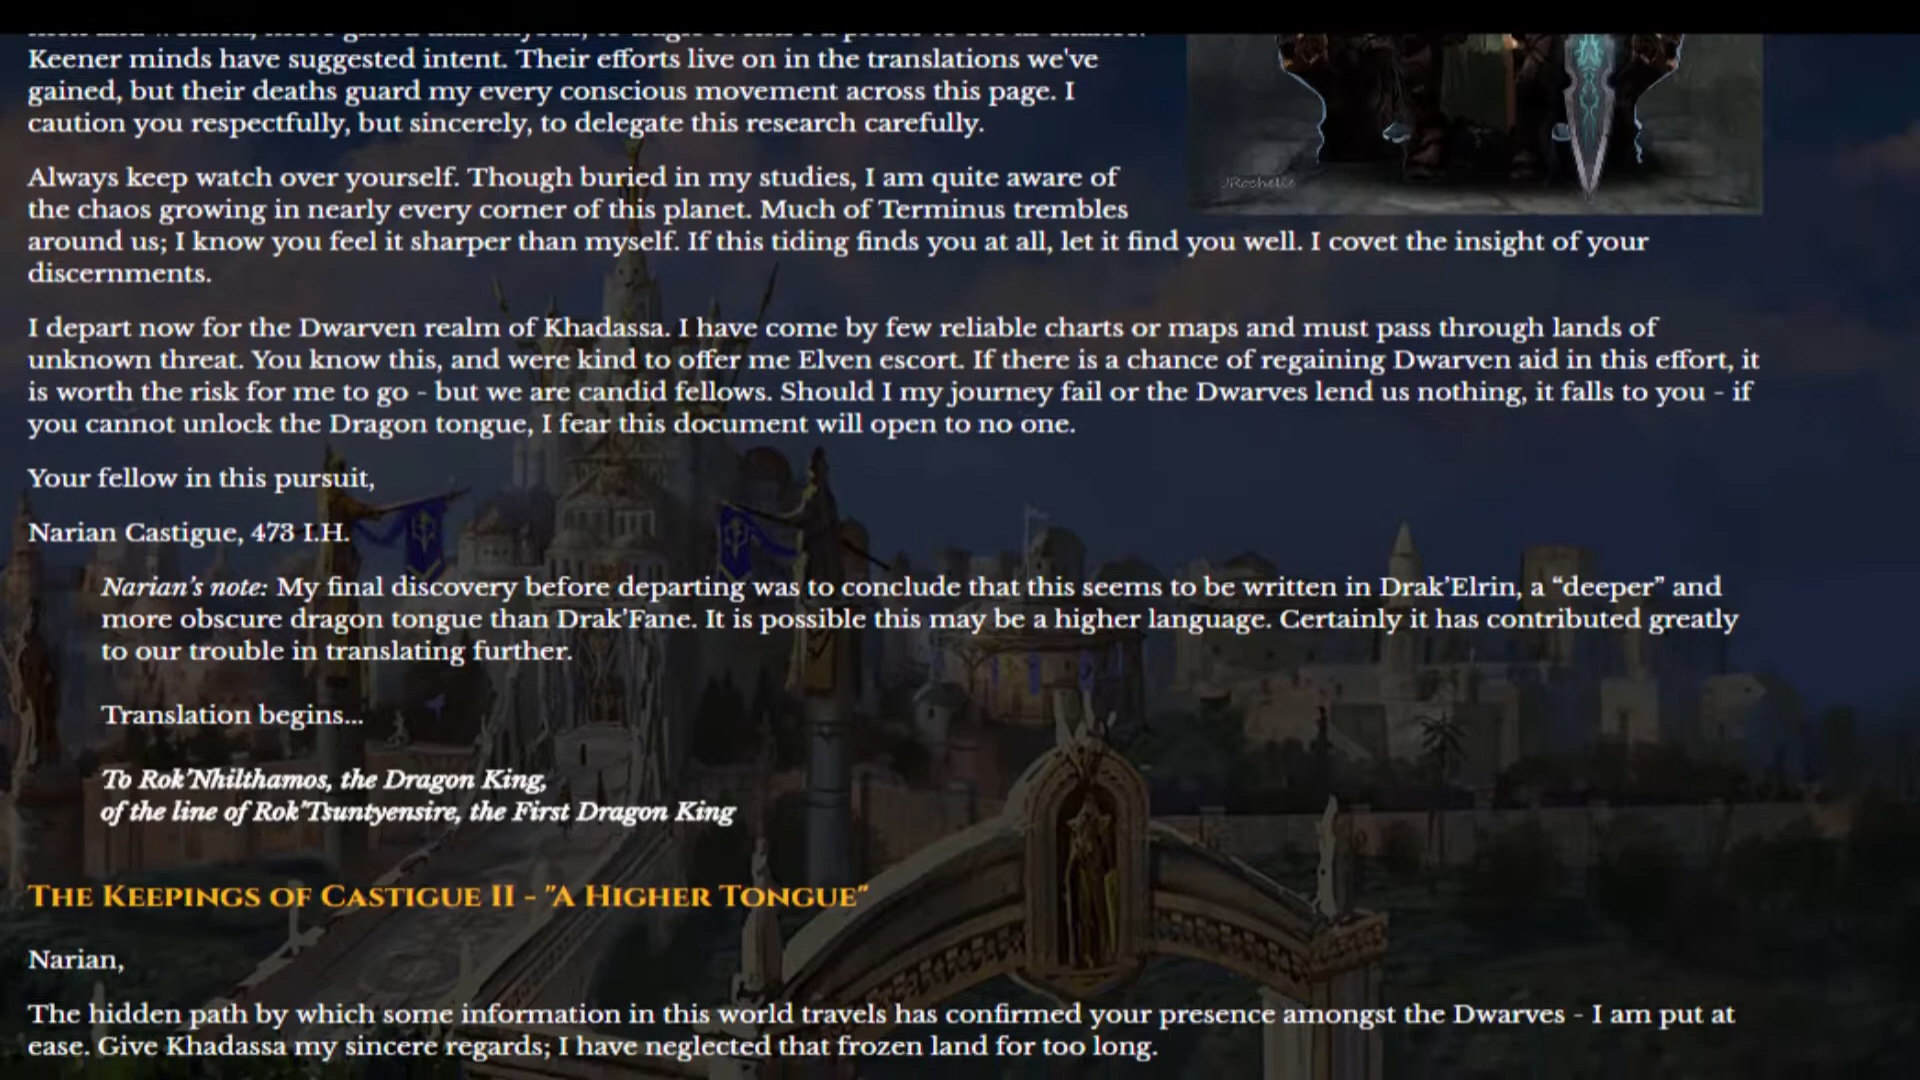 Keener minds have suggested intent. Their efforts live on in the translations we've
gained, but their deaths guard my every conscious movement across this page. I
caution you respectfully, but sincerely, to delegate this research carefully.
JRochelle
Always keep watch over yourself. Though buried in my studies, I am quite aware of
the chaos growing in nearly every corner of this planet. Much of Terminus trembles
around us; I know you feel it sharper than myself. If this tiding finds you at all, let it find you well. I covet the insight of your
discernments.
I depart now for the Dwarven realm of Khadassa. I have come by few reliable charts or maps and must pass through lands of
unknown threat. You know this, and were kind to offer me Elven escort. If there is a chance of regaining Dwarven aid in this effort, it
is worth the risk for me to go - but we are candid fellows. Should I my journey fail or the Dwarves lend us nothing, it falls to you - if
you cannot unlock the Dragon tongue, I fear this document will open to no one.
Your fellow in this pursuit,
Narian Castigue, 473 I.H.
Narian’s note: My final discovery before departing was to conclude that this seems to be written in Drak’Elrin, a “deeper” and
more obscure dragon tongue than Drak’Fane. It is possible this may be a higher language. Certainly it has contributed greatly
to our trouble in translating further.
Translation begins...
To Rok’Nhilthamos, the Dragon King,
of the line of Rok’Tsuntyensire, the First Dragon King
The Keepings of Castigue II - "A Higher Tongue"
Narian,
The hidden path by which some information in this world travels has confirmed your presence amongst the Dwarves - I am put at
ease. Give Khadassa my sincere regards; I have neglected that frozen land for too long.